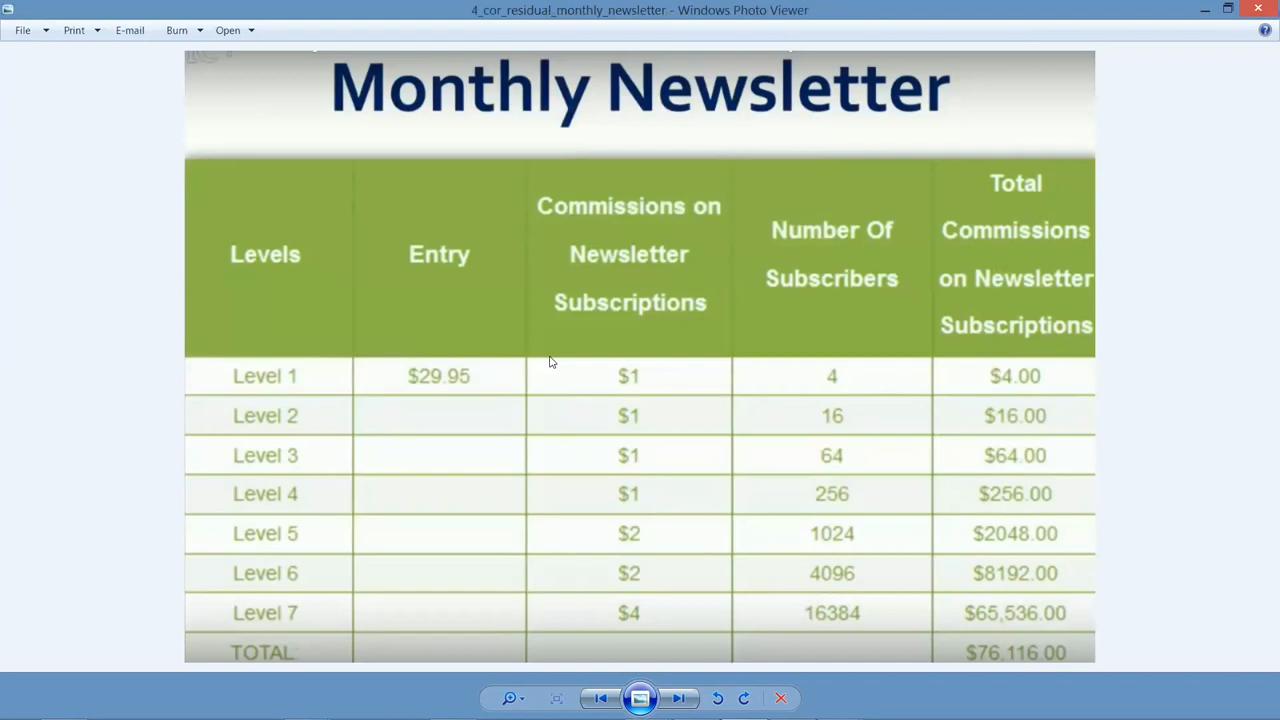 4_cor_residual_monthly_newsletter - Windows Photo Viewer
File Print E-mail Burn Open
Monthly Newsletter
Levels Entry Commissions on Newsletter Subscriptions Number Of Subscribers Total Commissions on Newsletter Subscriptions
Level 1 $29.95 $1 4 $4.00
Level 2 $1 16 $16.00
Level 3 $1 64 $64.00
Level 4 $1 256 $256.00
Level 5 $2 1024 $2048.00
Level 6 $2 4096 $8192.00
Level 7 $4 16384 $65,536.00
TOTAL $76,116.00